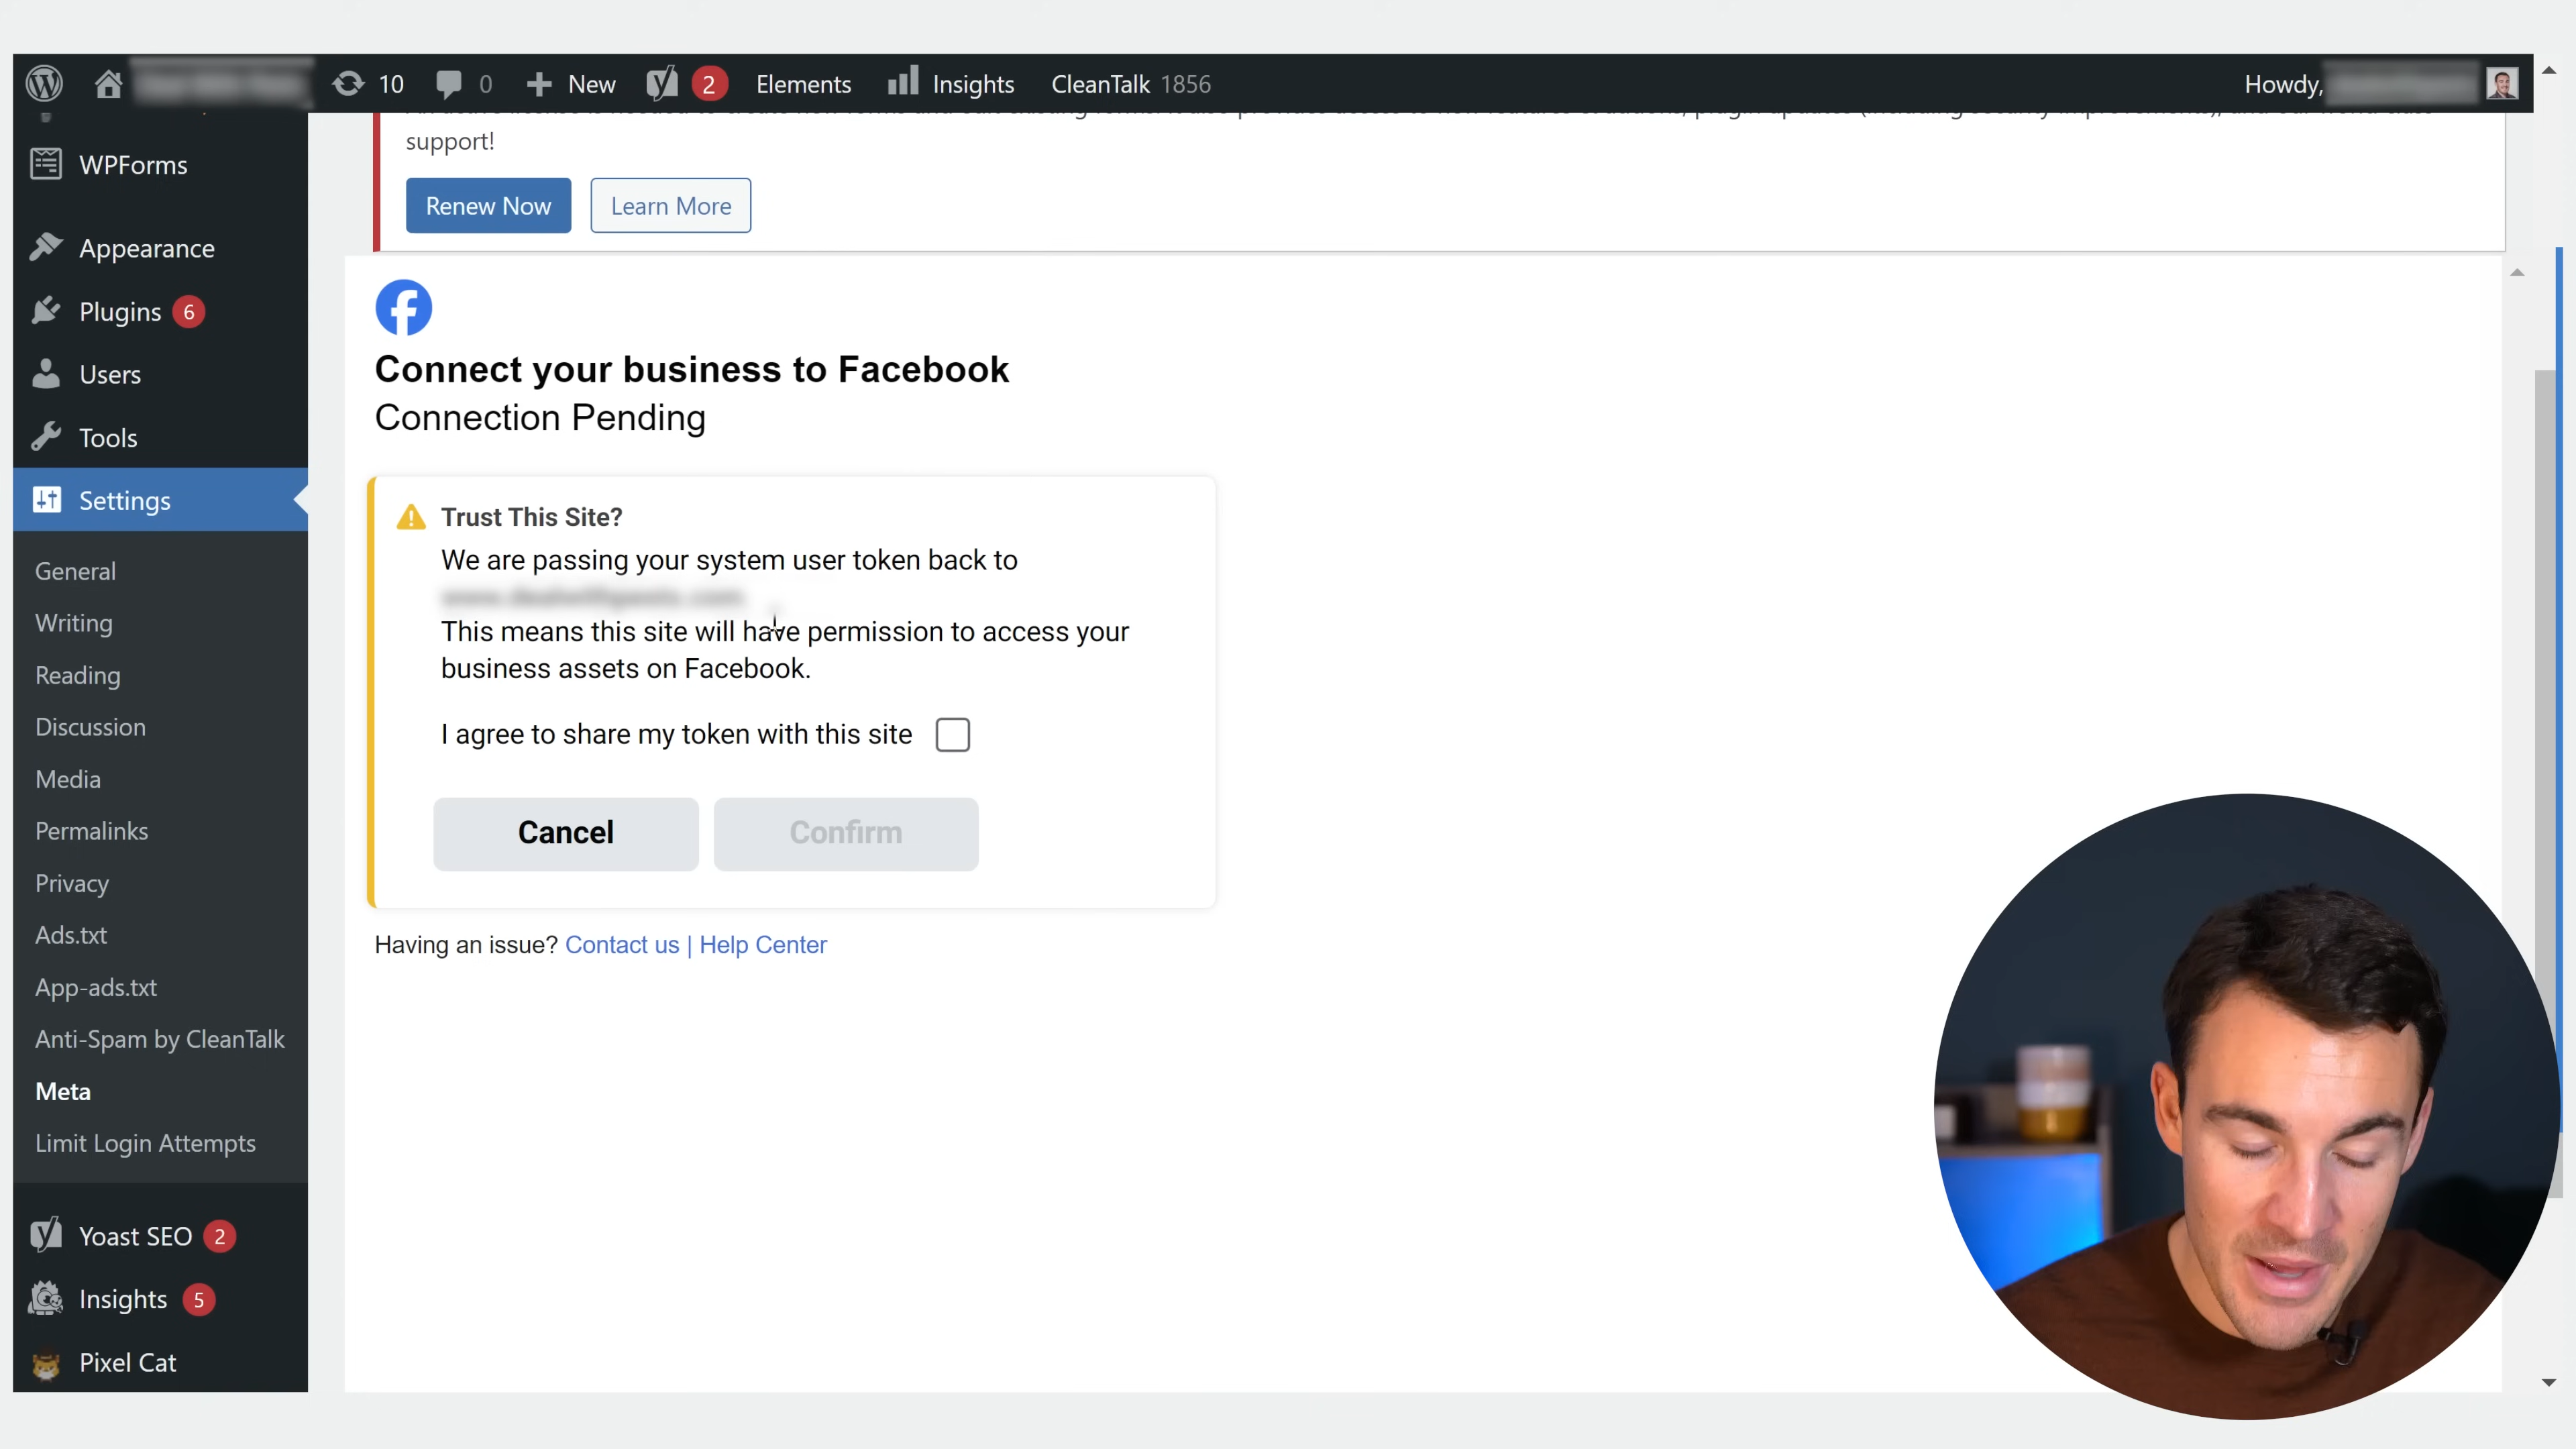 10
0
New
2
Elements
Insights
CleanTalk 1856
Howdy,
WPForms
Appearance
Plugins 6
Users
Tools
Settings
General
Writing
Reading
Discussion
Media
Permalinks
Privacy
Ads.txt
App-ads.txt
Anti-Spam by CleanTalk
Meta
Limit Login Attempts
Yoast SEO 2
Insights 5
Pixel Cat
support!
Renew Now
Learn More
Connect your business to Facebook
Connection Pending
Trust This Site?
We are passing your system user token back to
This means this site will have permission to access your
business assets on Facebook.
I agree to share my token with this site
Cancel
Confirm
Having an issue? Contact us | Help Center